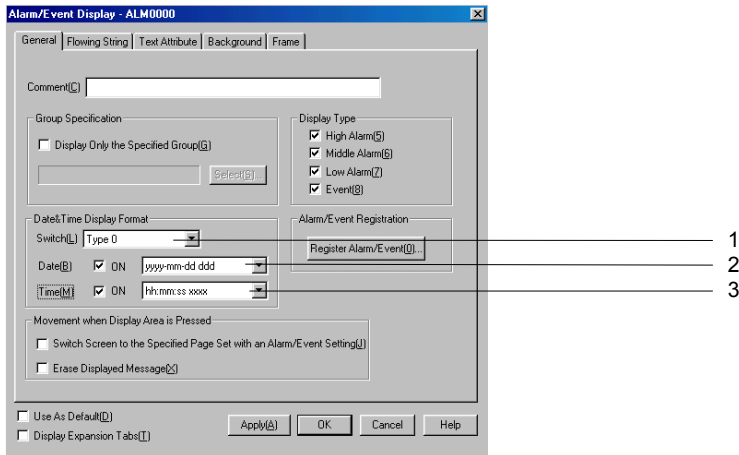 Alarm/Event Display - ALM0000
General Flowing String Text Attribute Background Frame
Comment(C)
Group Specification
Display Only the Specified Group(G)
Select(S)...
Display Type
High Alarm(5)
Middle Alarm(6)
Low Alarm(7)
Event(8)
Date&Time Display Format
Switch(L) Type 0
Date(B) ON yyyy-mm-dd ddd
Time(M) ON hh:mm:ss xxxx
Alarm/Event Registration
Register Alarm/Event(0)...
1
2
3
Movement when Display Area is Pressed
Switch Screen to the Specified Page Set with an Alarm/Event Setting(J)
Erase Displayed Message(X)
Use As Default(D)
Display Expansion Tabs(T)
Apply(A) OK Cancel Help